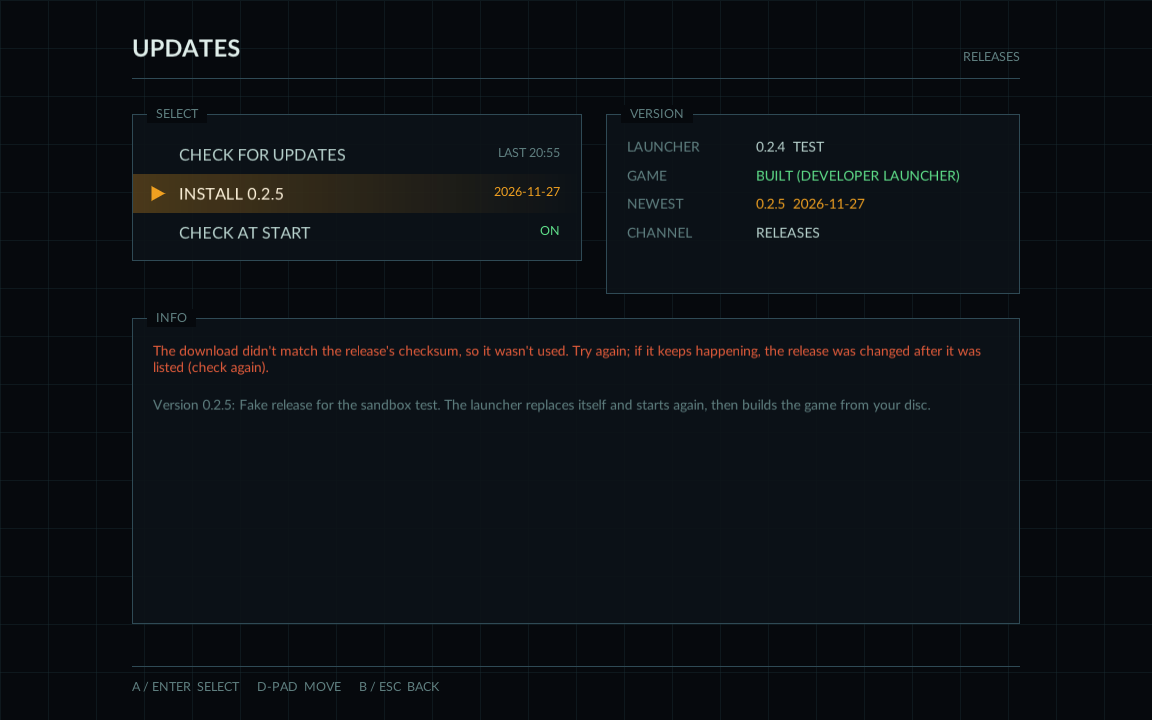 UPDATES
RELEASES
SELECT
CHECK FOR UPDATES LAST 20:55
INSTALL 0.2.5 2026-11-27
CHECK AT START ON
VERSION
LAUNCHER 0.2.4 TEST
GAME BUILT (DEVELOPER LAUNCHER)
NEWEST 0.2.5 2026-11-27
CHANNEL RELEASES
INFO
The download didn't match the release's checksum, so it wasn't used. Try again; if it keeps happening, the release was changed after it was
listed (check again).
Version 0.2.5: Fake release for the sandbox test. The launcher replaces itself and starts again, then builds the game from your disc.
A / ENTER SELECT D-PAD MOVE B / ESC BACK